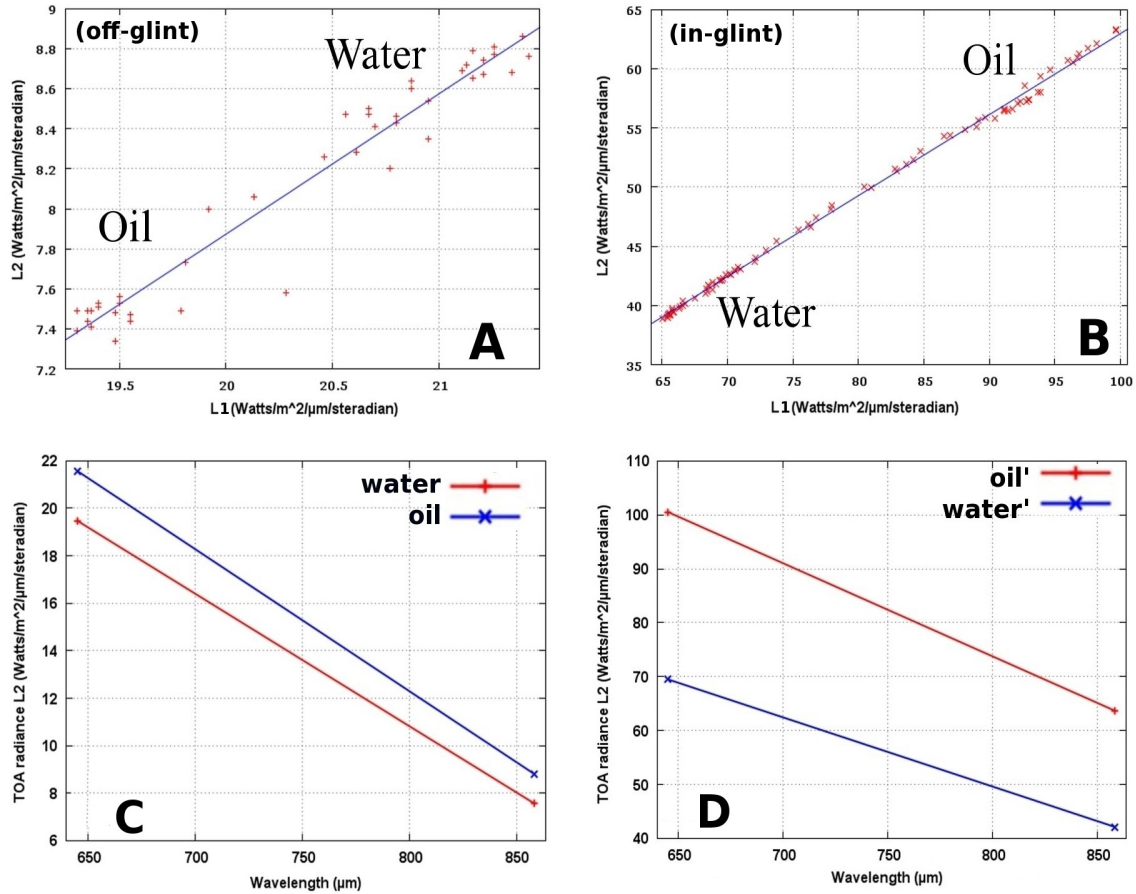 (off-glint)
Water
Oil
A
9
8.8
8.6
8.4
8.2
8
7.8
7.6
7.4
7.2
19.5
20
20.5
21
L2 (Watts/m^2/µm/steradian)
L1(Watts/m^2/µm/steradian)
(in-glint)
Oil
Water
B
65
60
55
50
45
40
35
65
70
75
80
85
90
95
100
L2 (Watts/m^2/µm/steradian)
L1(Watts/m^2/µm/steradian)
water
oil
C
22
20
18
16
14
12
10
8
6
650
700
750
800
850
TOA radiance L2 (Watts/m^2/µm/steradian)
Wavelength (µm)
oil'
water'
D
110
100
90
80
70
60
50
40
650
700
750
800
850
TOA radiance L2 (Watts/m^2/µm/steradian)
Wavelength (µm)